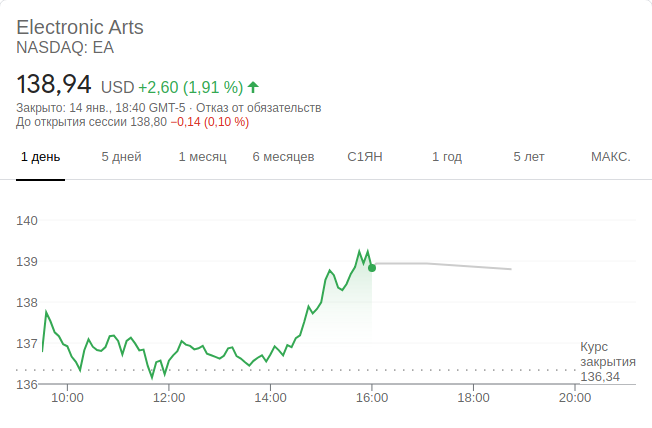 Electronic Arts
NASDAQ: EA
138,94 USD +2,60 (1,91 %)
Закрыто: 14 янв., 18:40 GMT-5 · Отказ от обязательств
До открытия сессии 138,80 −0,14 (0,10 %)
1 день 5 дней 1 месяц 6 месяцев С1ЯН 1 год 5 лет МАКС.
140
139
138
137
136
Курс
закрытия
136,34
10:00 12:00 14:00 16:00 18:00 20:00